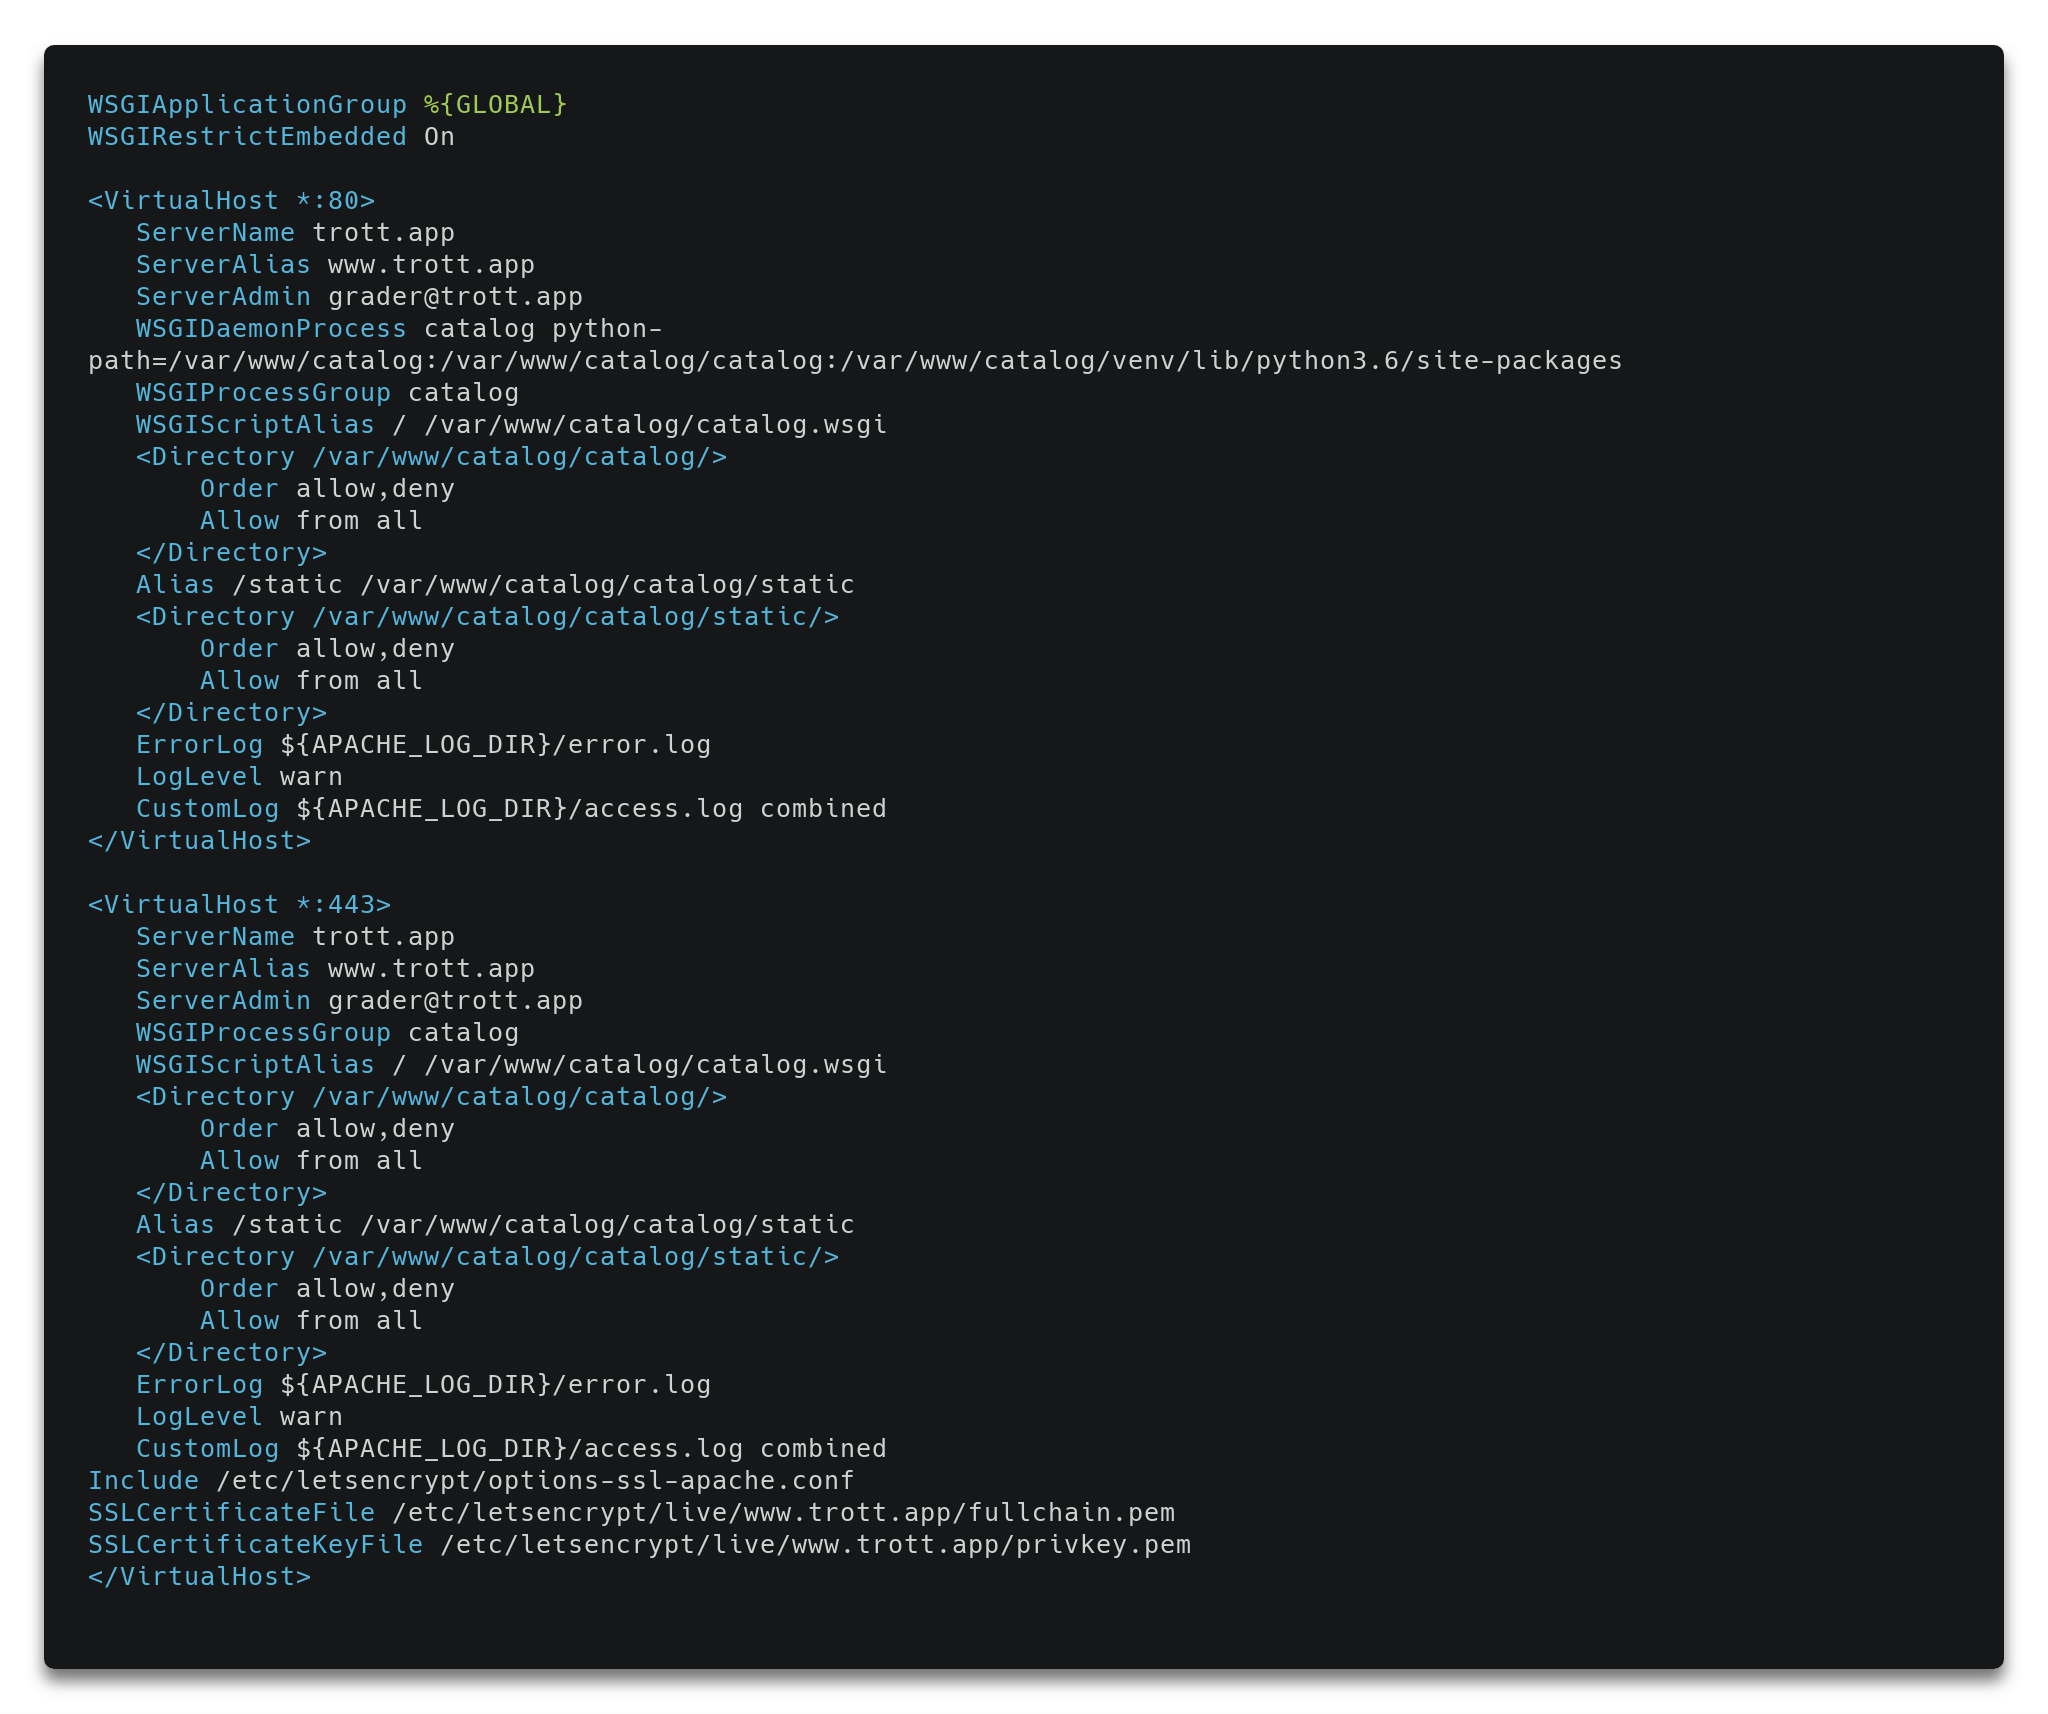 WSGIApplicationGroup %{GLOBAL}
WSGIRestrictEmbedded On

<VirtualHost *:80>
   ServerName trott.app
   ServerAlias www.trott.app
   ServerAdmin grader@trott.app
   WSGIDaemonProcess catalog python-
path=/var/www/catalog:/var/www/catalog/catalog:/var/www/catalog/venv/lib/python3.6/site-packages
   WSGIProcessGroup catalog
   WSGIScriptAlias / /var/www/catalog/catalog.wsgi
   <Directory /var/www/catalog/catalog/>
       Order allow,deny
       Allow from all
   </Directory>
   Alias /static /var/www/catalog/catalog/static
   <Directory /var/www/catalog/catalog/static/>
       Order allow,deny
       Allow from all
   </Directory>
   ErrorLog ${APACHE_LOG_DIR}/error.log
   LogLevel warn
   CustomLog ${APACHE_LOG_DIR}/access.log combined
</VirtualHost>

<VirtualHost *:443>
   ServerName trott.app
   ServerAlias www.trott.app
   ServerAdmin grader@trott.app
   WSGIProcessGroup catalog
   WSGIScriptAlias / /var/www/catalog/catalog.wsgi
   <Directory /var/www/catalog/catalog/>
       Order allow,deny
       Allow from all
   </Directory>
   Alias /static /var/www/catalog/catalog/static
   <Directory /var/www/catalog/catalog/static/>
       Order allow,deny
       Allow from all
   </Directory>
   ErrorLog ${APACHE_LOG_DIR}/error.log
   LogLevel warn
   CustomLog ${APACHE_LOG_DIR}/access.log combined
Include /etc/letsencrypt/options-ssl-apache.conf
SSLCertificateFile /etc/letsencrypt/live/www.trott.app/fullchain.pem
SSLCertificateKeyFile /etc/letsencrypt/live/www.trott.app/privkey.pem
</VirtualHost>